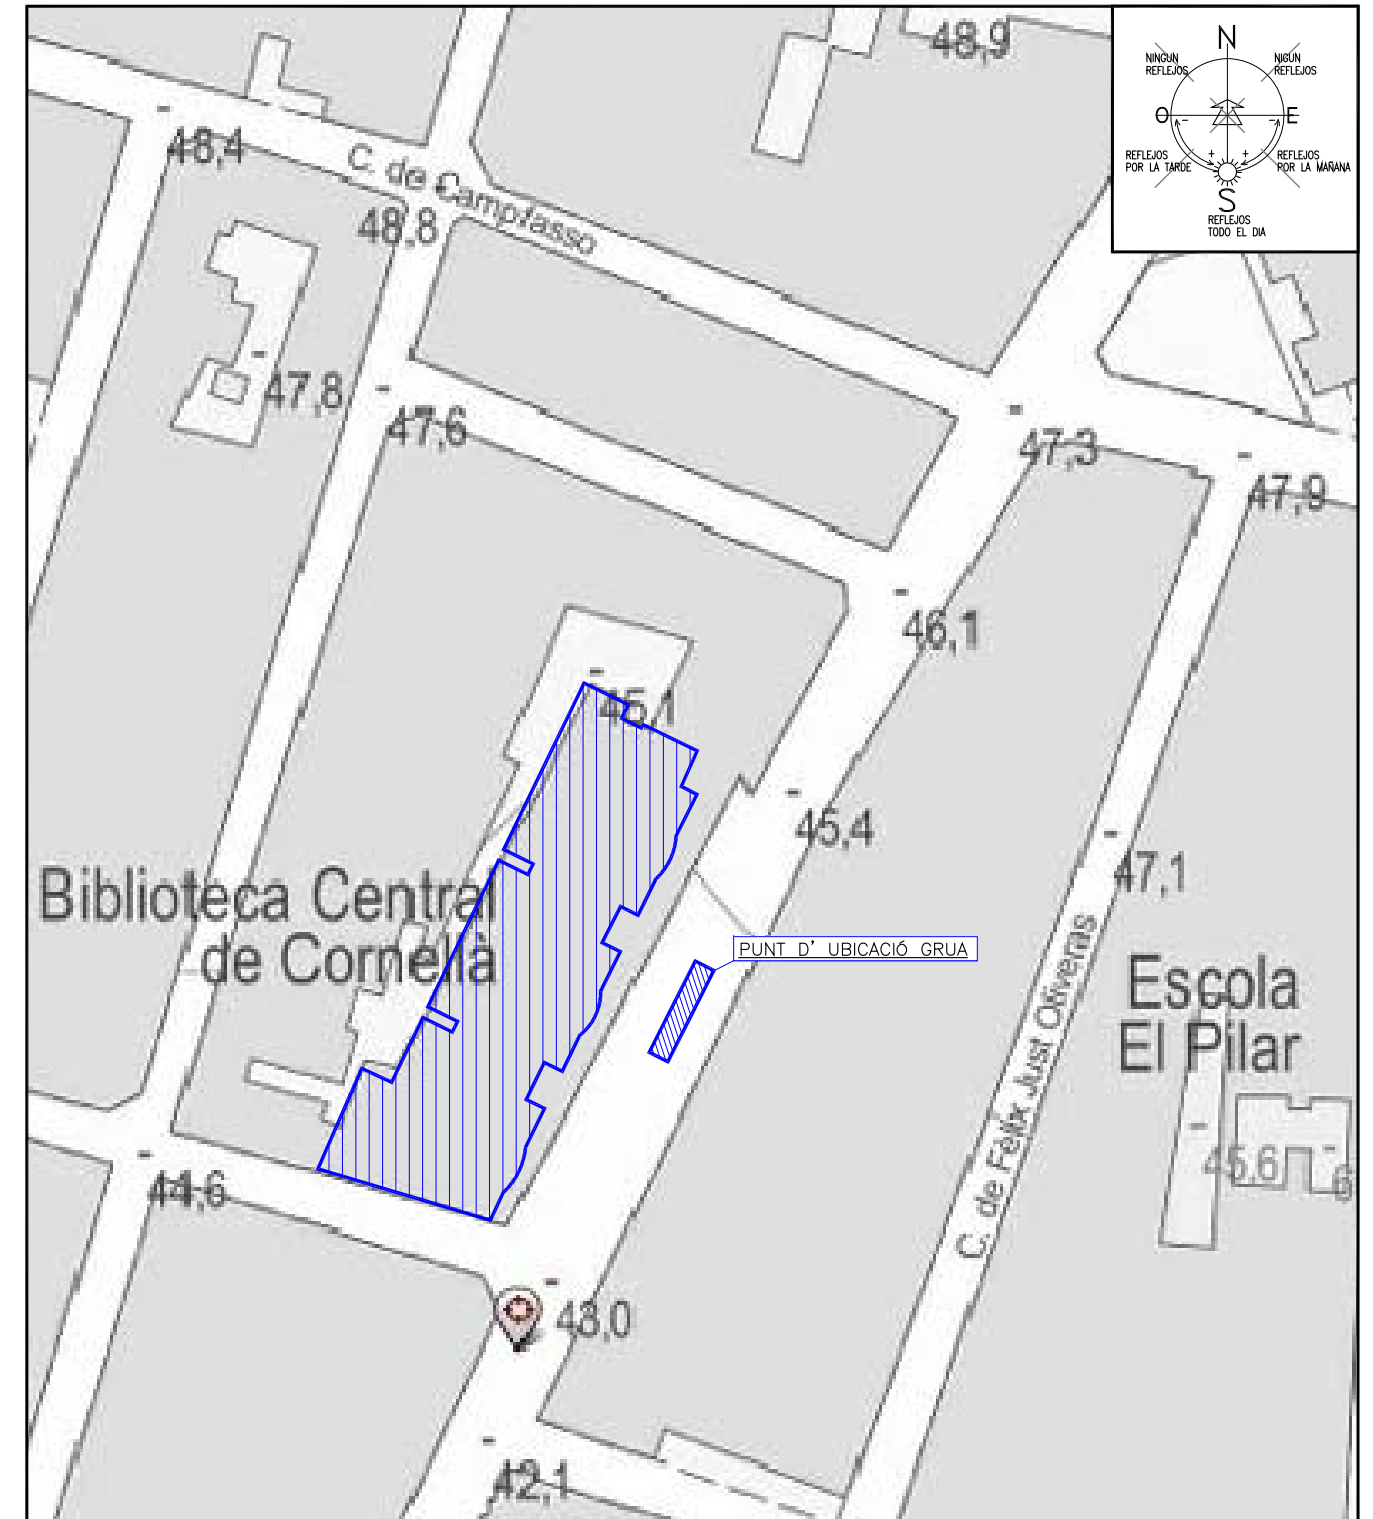 48,9
N
NINGUN
REFLEJOS
NIGUN
REFLEJOS
O
E
-
-
+
+
REFLEJOS
POR LA TARDE
REFLEJOS
POR LA MAÑANA
S
REFLEJOS
TODO EL DIA
48,4
C. de Campfasso
48,8
47,8
47,6
47,3
47,9
46,1
45,1
45,4
47,1
Biblioteca Central
de Cornellà
PUNT D' UBICACIÓ GRUA
C. de Fèlix Just Oliveras
Escola
El Pilar
45,6
6
44,6
43,0
42,1